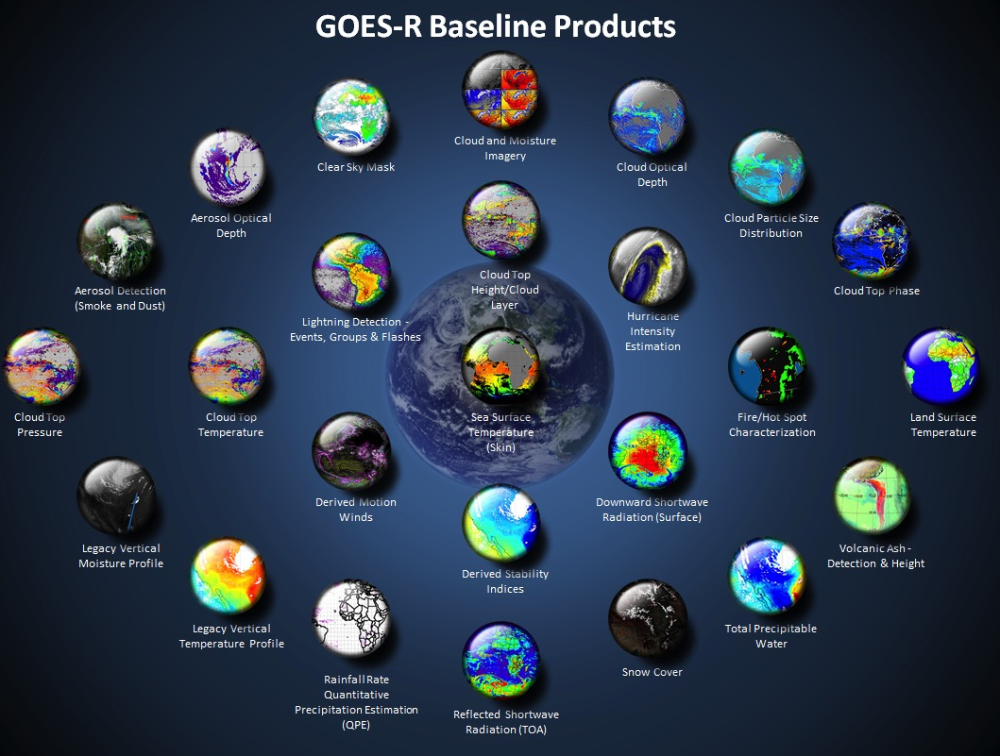 GOES-R Baseline Products
Cloud and Moisture
Imagery
Clear Sky Mask
Cloud Optical
Depth
Aerosol Optical
Depth
Cloud Particle Size
Distribution
Cloud Top
Height/Cloud
Layer
Aerosol Detection
(Smoke and Dust)
Cloud Top Phase
Lightning Detection -
Events, Groups & Flashes
Hurricane
Intensity
Estimation
Cloud Top
Pressure
Cloud Top
Temperature
Sea Surface
Temperature
(Skin)
Fire/Hot Spot
Characterization
Land Surface
Temperature
Derived Motion
Winds
Downward Shortwave
Radiation (Surface)
Legacy Vertical
Moisture Profile
Volcanic Ash -
Detection & Height
Derived Stability
Indices
Legacy Vertical
Temperature Profile
Total Precipitable
Water
Rainfall Rate
Quantitative
Precipitation Estimation
(QPE)
Snow Cover
Reflected Shortwave
Radiation (TOA)